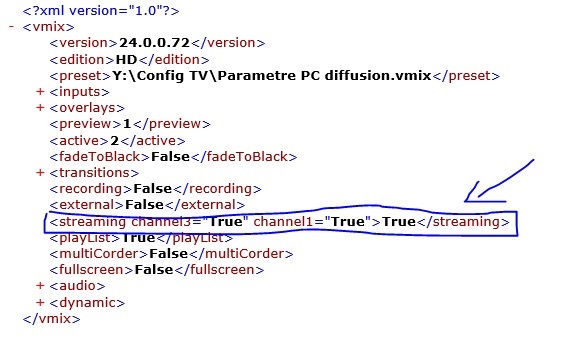 <?xml version="1.0"?>
- <vmix>
<version>24.0.0.72</version>
<edition>HD</edition>
<preset>Y:\Config TV\Parametre PC diffusion.vmix</preset>
+ <inputs>
+ <overlays>
<preview>1</preview>
<active>2</active>
<fadeToBlack>False</fadeToBlack>
+ <transitions>
<recording>False</recording>
<external>False</external>
<streaming channel3="True" channel1="True">True</streaming>
<playList>True</playList>
<multiCorder>False</multiCorder>
<fullscreen>False</fullscreen>
+ <audio>
+ <dynamic>
</vmix>